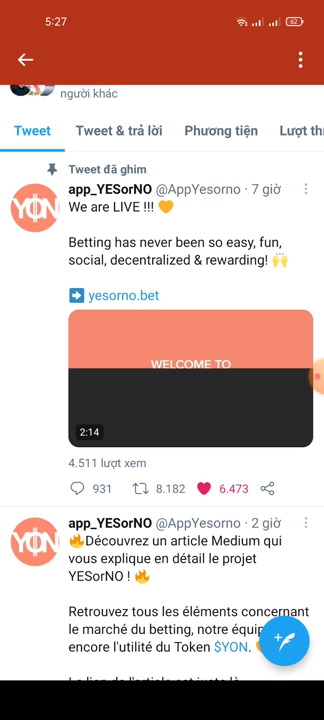 5:27
62
người khác
Tweet
Tweet & trả lời
Phương tiện
Lượt
Tweet đã ghim
app_YESorNO @AppYesorno · 7 giờ
We are LIVE !!! 🧡
Betting has never been so easy, fun,
social, decentralized & rewarding! 🙌
➡️ yesorno.bet
YON
WELCOME TO
2:14
4.511 lượt xem
931
8.182
6.473
app_YESorNO @AppYesorno · 2 giờ
🔥Découvrez un article Medium qui
vous explique en détail le projet
YESorNO ! 🔥
YON
Retrouvez tous les éléments concernant
le marché du betting, notre équip
encore l'utilité du Token $YON.